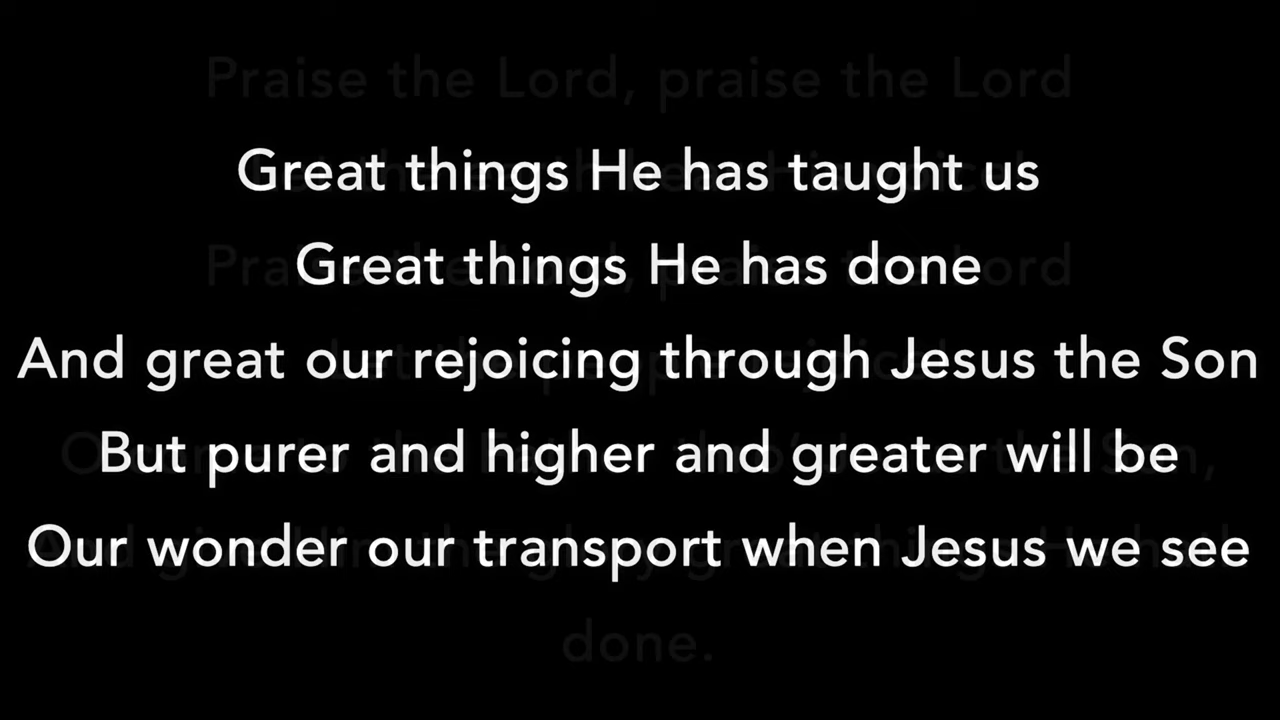 Praise the Lord, praise the Lord
Great things He has taught us
Great things He has done
And great our rejoicing through Jesus the Son
But purer and higher and greater will be
Our wonder our transport when Jesus we see
done.